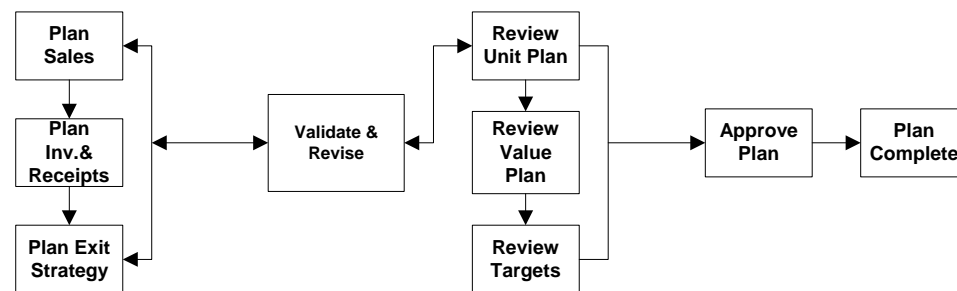 Plan
Sales
Plan
Inv.&
Receipts
Plan Exit
Strategy
Validate &
Revise
Review
Unit Plan
Review
Value
Plan
Review
Targets
Approve
Plan
Plan
Complete